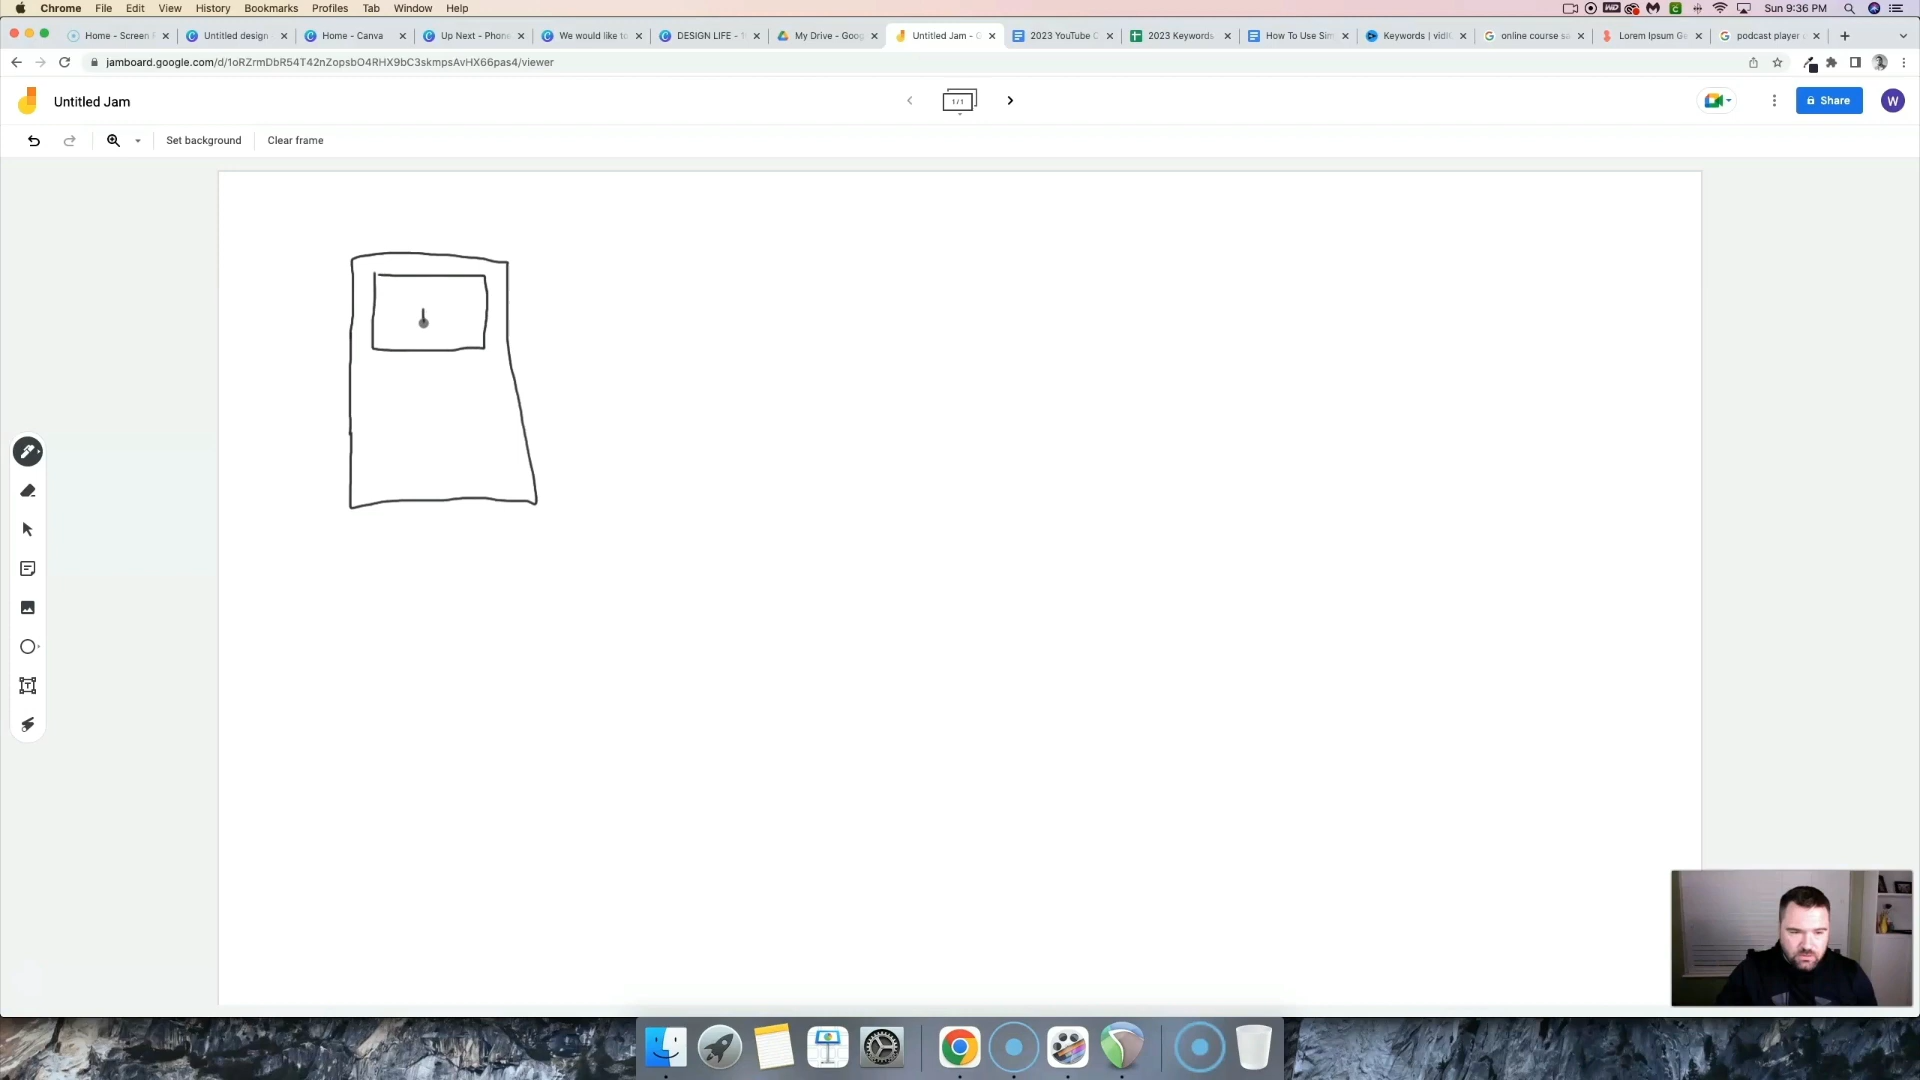 Chrome File Edit View History Bookmarks Profiles Tab Window Help Sun 9:36 PM
Home - Screen Untitled design Home - Canva Up Next - Phone We would like to DESIGN LIFE - My Drive - Goog Untitled Jam - G 2023 YouTube C 2023 Keywords How To Use Sim Keywords | vidI online course sa Lorem Ipsum Ge podcast player
jamboard.google.com/d/1oRZrmDbR54T42nZopsbO4RHX9bC3skmpsAvHX66pas4/viewer
Untitled Jam 1/1 Share W
Set background Clear frame